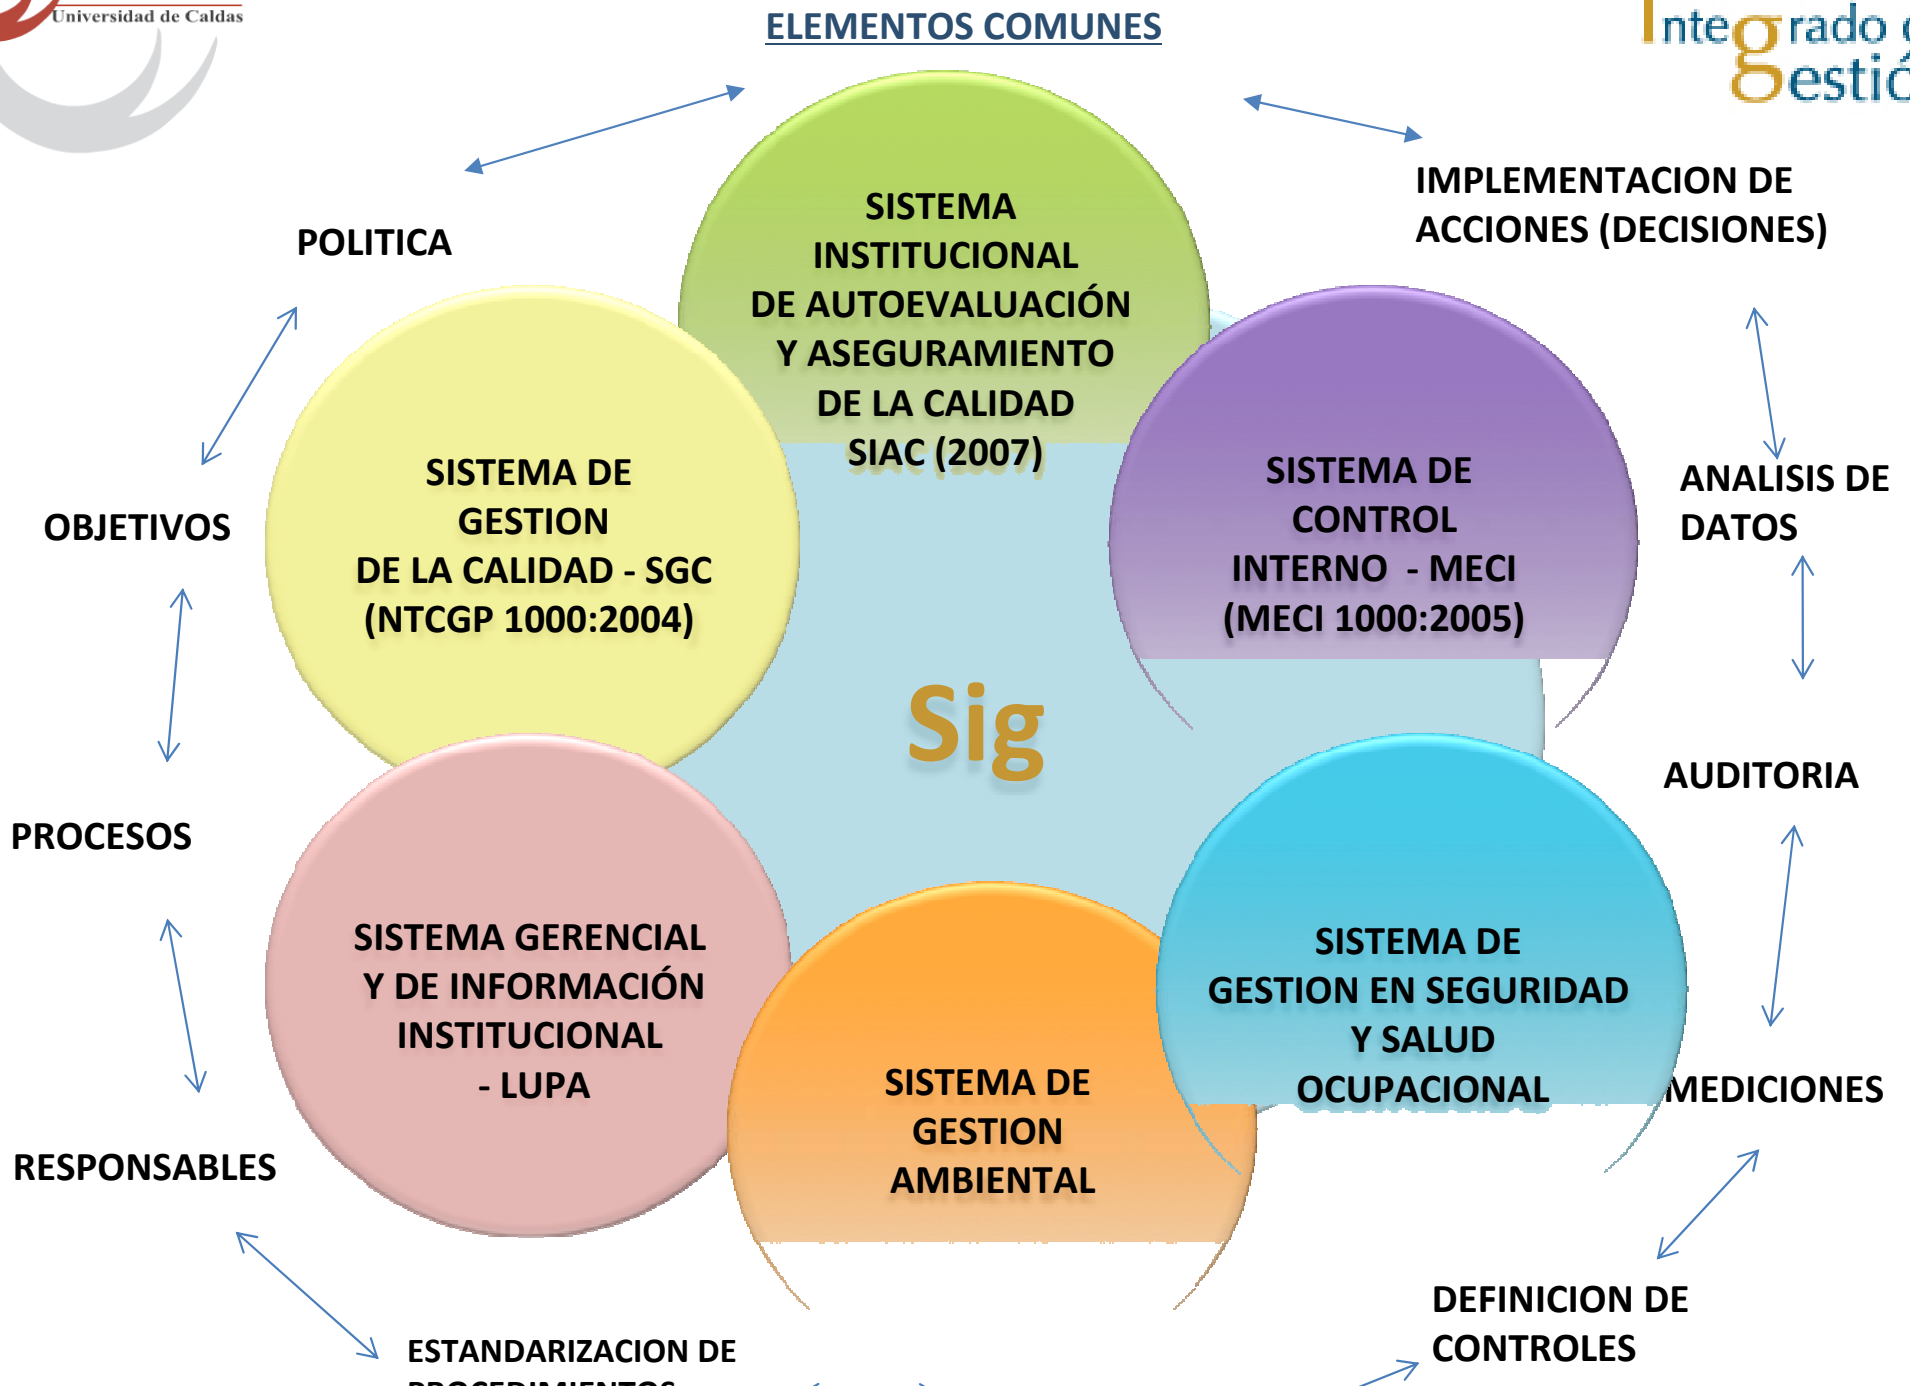 Universidad de Caldas
ELEMENTOS COMUNES
Integrado
Gestió
IMPLEMENTACION DE
ACCIONES (DECISIONES)
POLITICA
SISTEMA
INSTITUCIONAL
DE AUTOEVALUACIÓN
Y ASEGURAMIENTO
DE LA CALIDAD
SIAC (2007)
SISTEMA DE
GESTION
DE LA CALIDAD - SGC
(NTCGP 1000:2004)
SISTEMA DE
CONTROL
INTERNO - MECI
(MECI 1000:2005)
ANALISIS DE
DATOS
OBJETIVOS
Sig
AUDITORIA
PROCESOS
SISTEMA GERENCIAL
Y DE INFORMACIÓN
INSTITUCIONAL
- LUPA
SISTEMA DE
GESTION EN SEGURIDAD
Y SALUD
OCUPACIONAL
SISTEMA DE
GESTION
AMBIENTAL
MEDICIONES
RESPONSABLES
DEFINICION DE
CONTROLES
ESTANDARIZACION DE
PROCEDIMIENTOS